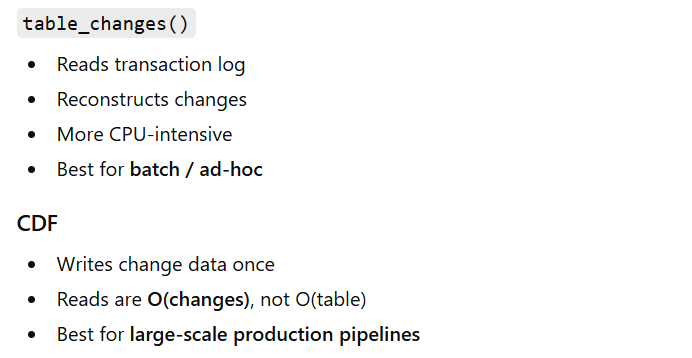 table_changes()
• Reads transaction log
• Reconstructs changes
• More CPU-intensive
• Best for batch / ad-hoc
CDF
• Writes change data once
• Reads are O(changes), not O(table)
• Best for large-scale production pipelines